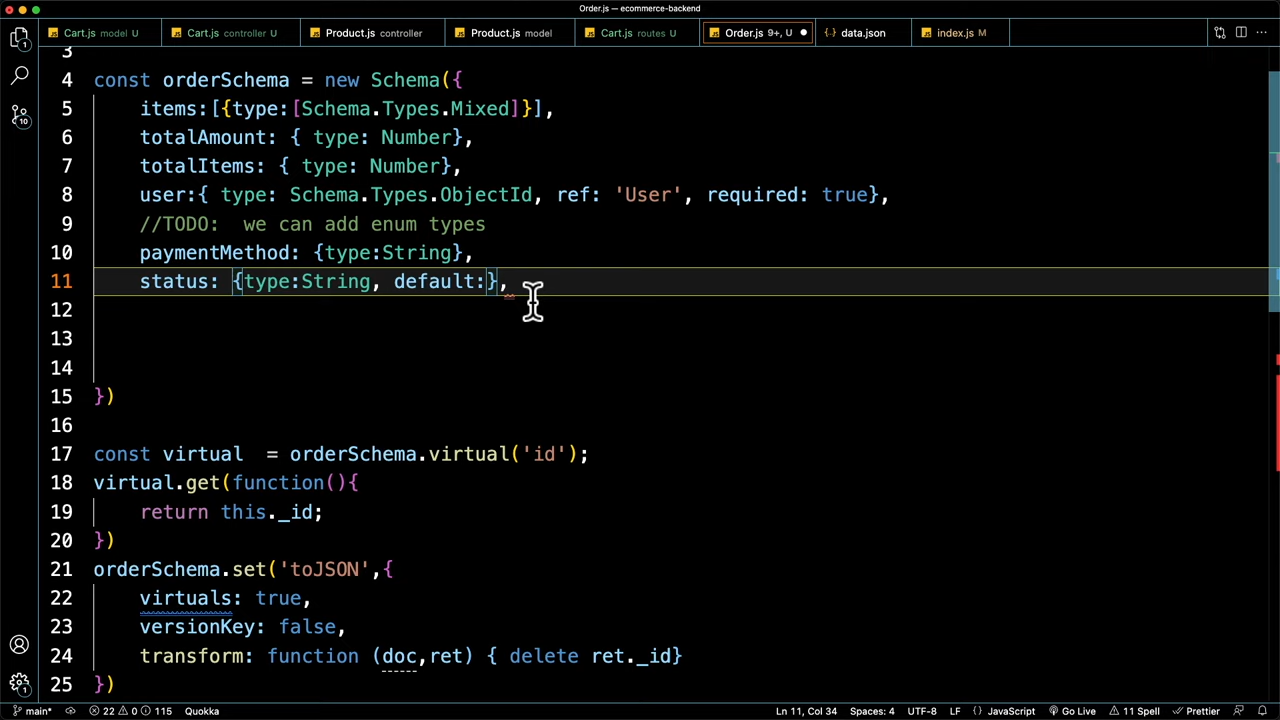 Order.js — ecommerce-backend
Cart.js model U
Cart.js controller U
Product.js controller
Product.js model
Cart.js routes U
Order.js 9+, U
data.json
index.js M
3
4 const orderSchema = new Schema({
5 items:[{type:[Schema.Types.Mixed]}],
6 totalAmount: { type: Number},
7 totalItems: { type: Number},
8 user:{ type: Schema.Types.ObjectId, ref: 'User', required: true},
9 //TODO:  we can add enum types
10 paymentMethod: {type:String},
11 status: {type:String, default:},
12
13
14
15 })
16
17 const virtual  = orderSchema.virtual('id');
18 virtual.get(function(){
19 return this._id;
20 })
21 orderSchema.set('toJSON',{
22 virtuals: true,
23 versionKey: false,
24 transform: function (doc,ret) { delete ret._id}
25 })
1
10
1
main* 22 0 115 Quokka Ln 11, Col 34 Spaces: 4 UTF-8 LF {} JavaScript Go Live 11 Spell Prettier